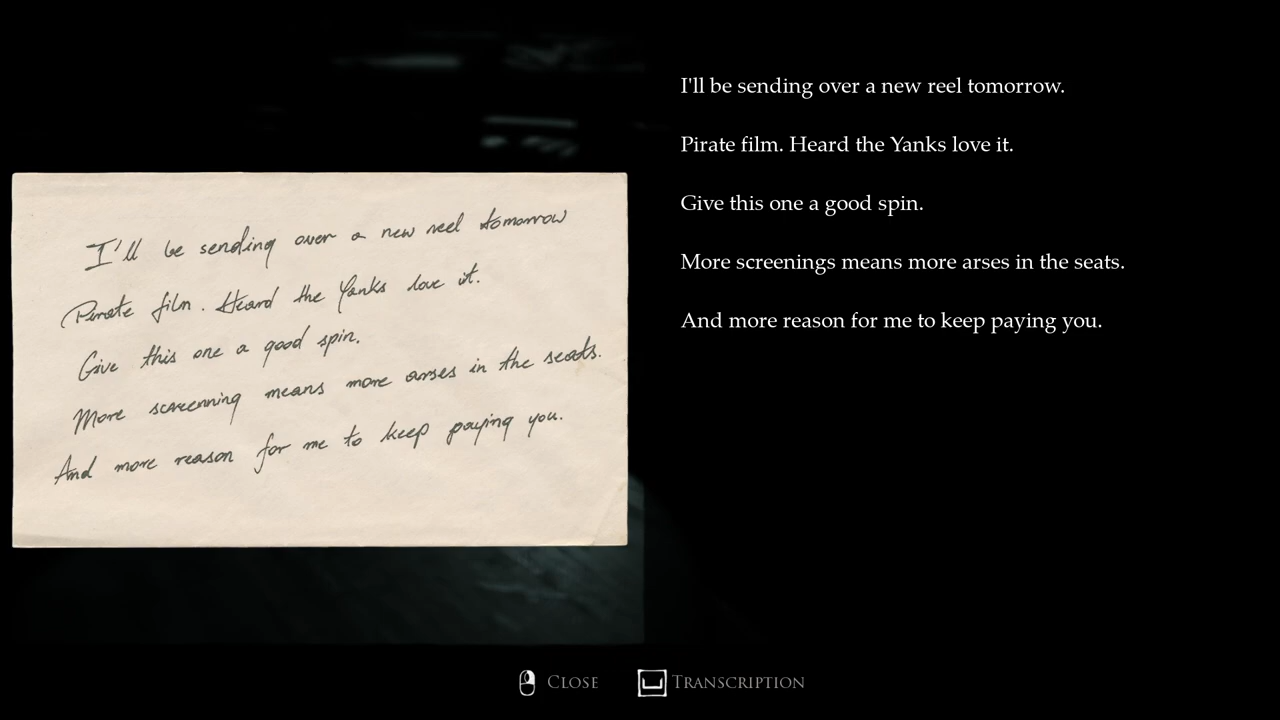 I'll be sending over a new reel tomorrow
Pirate film. Heard the Yanks love it.
Give this one a good spin.
More screenning means more arses in the seats.
And more reason for me to keep paying you.
I'll be sending over a new reel tomorrow.
Pirate film. Heard the Yanks love it.
Give this one a good spin.
More screenings means more arses in the seats.
And more reason for me to keep paying you.
CLOSE
TRANSCRIPTION